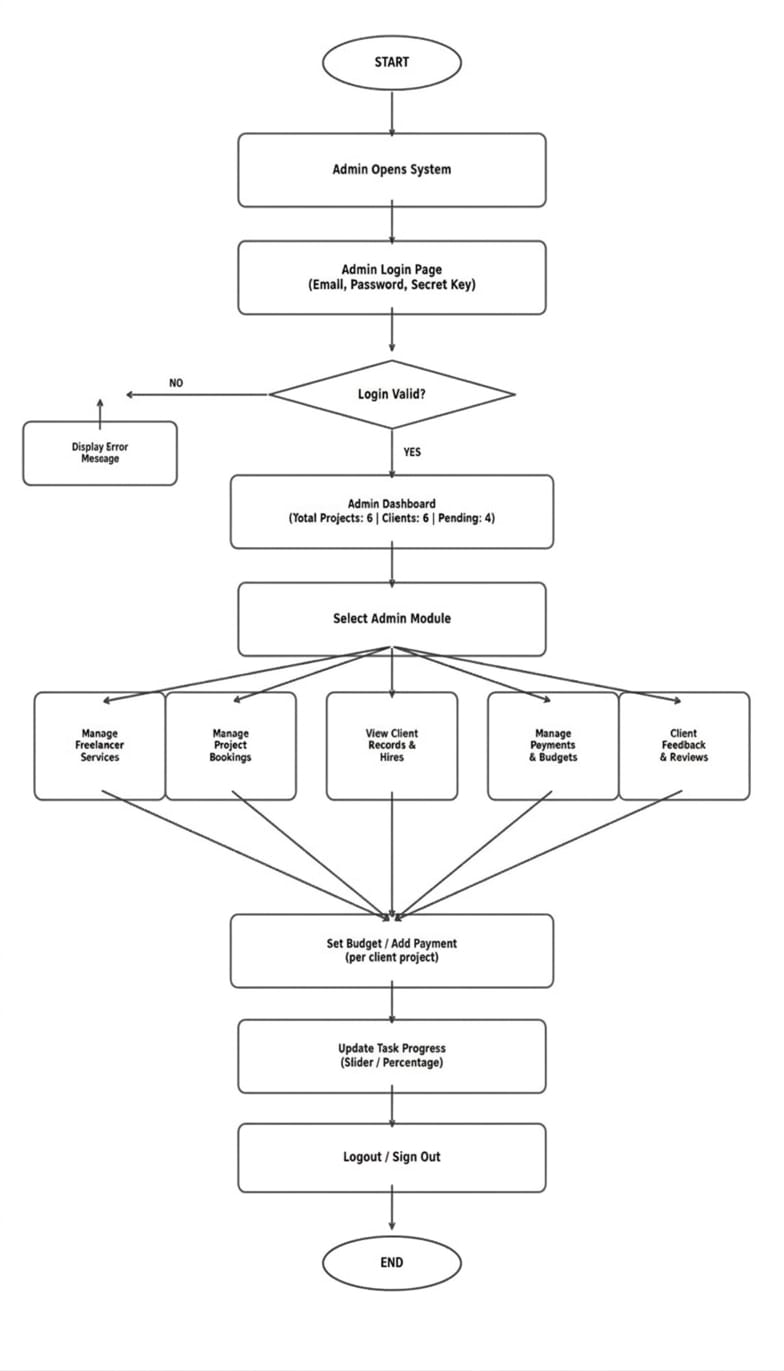 START
Admin Opens System
Admin Login Page
(Email, Password, Secret Key)
Login Valid?
NO
Display Error
Message
YES
Admin Dashboard
(Total Projects: 6 | Clients: 6 | Pending: 4)
Select Admin Module
Manage
Freelancer
Services
Manage
Project
Bookings
View Client
Records &
Hires
Manage
Payments
& Budgets
Client
Feedback
& Reviews
Set Budget / Add Payment
(per client project)
Update Task Progress
(Slider / Percentage)
Logout / Sign Out
END